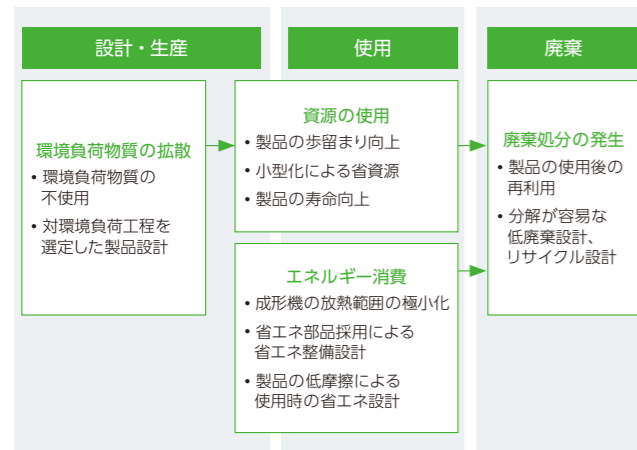 設計・生産
使用
廃棄
環境負荷物質の拡散
• 環境負荷物質の
不使用
• 対環境負荷工程を
選定した製品設計
資源の使用
• 製品の歩留まり向上
• 小型化による省資源
• 製品の寿命向上
エネルギー消費
• 成形機の放熱範囲の極小化
• 省エネ部品採用による
省エネ整備設計
• 製品の低摩擦による
使用時の省エネ設計
廃棄処分の発生
• 製品の使用後の
再利用
• 分解が容易な
低廃棄設計、
リサイクル設計